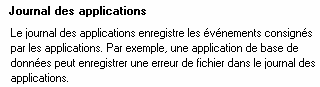 Journal des applications
Le journal des applications enregistre les événements consignés
par les applications. Par exemple, une application de base de
données peut enregistrer une erreur de fichier dans le journal des
applications.